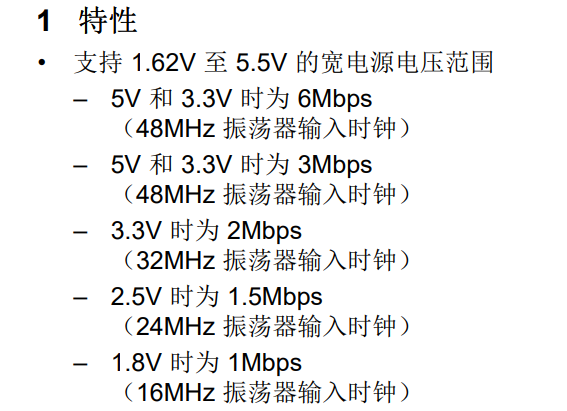 1 特性
• 支持 1.62V 至 5.5V 的宽电源电压范围
– 5V 和 3.3V 时为 6Mbps
（48MHz 振荡器输入时钟）
– 5V 和 3.3V 时为 3Mbps
（48MHz 振荡器输入时钟）
– 3.3V 时为 2Mbps
（32MHz 振荡器输入时钟）
– 2.5V 时为 1.5Mbps
（24MHz 振荡器输入时钟）
– 1.8V 时为 1Mbps
（16MHz 振荡器输入时钟）